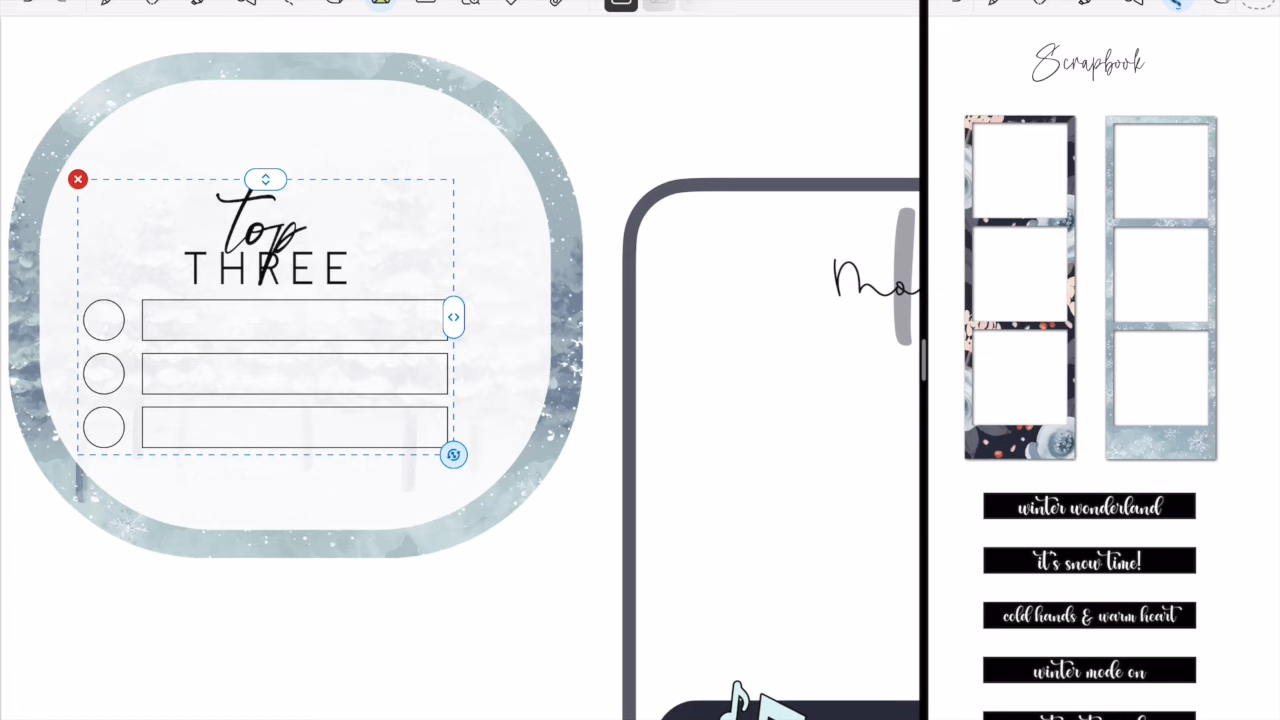 top
THREE
Scrapbook
winter wonderland
it's snow time!
cold hands & warm heart
winter mode on